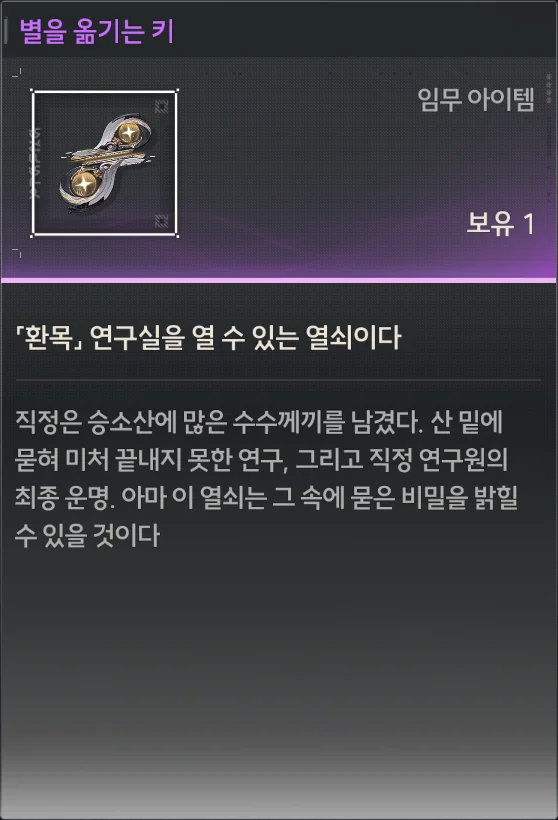 별을 옮기는 키
임무 아이템
보유 1
「환목」 연구실을 열 수 있는 열쇠이다
직정은 승소산에 많은 수수께끼를 남겼다. 산 밑에
묻혀 미처 끝내지 못한 연구, 그리고 직정 연구원의
최종 운명. 아마 이 열쇠는 그 속에 묻은 비밀을 밝힐
수 있을 것이다